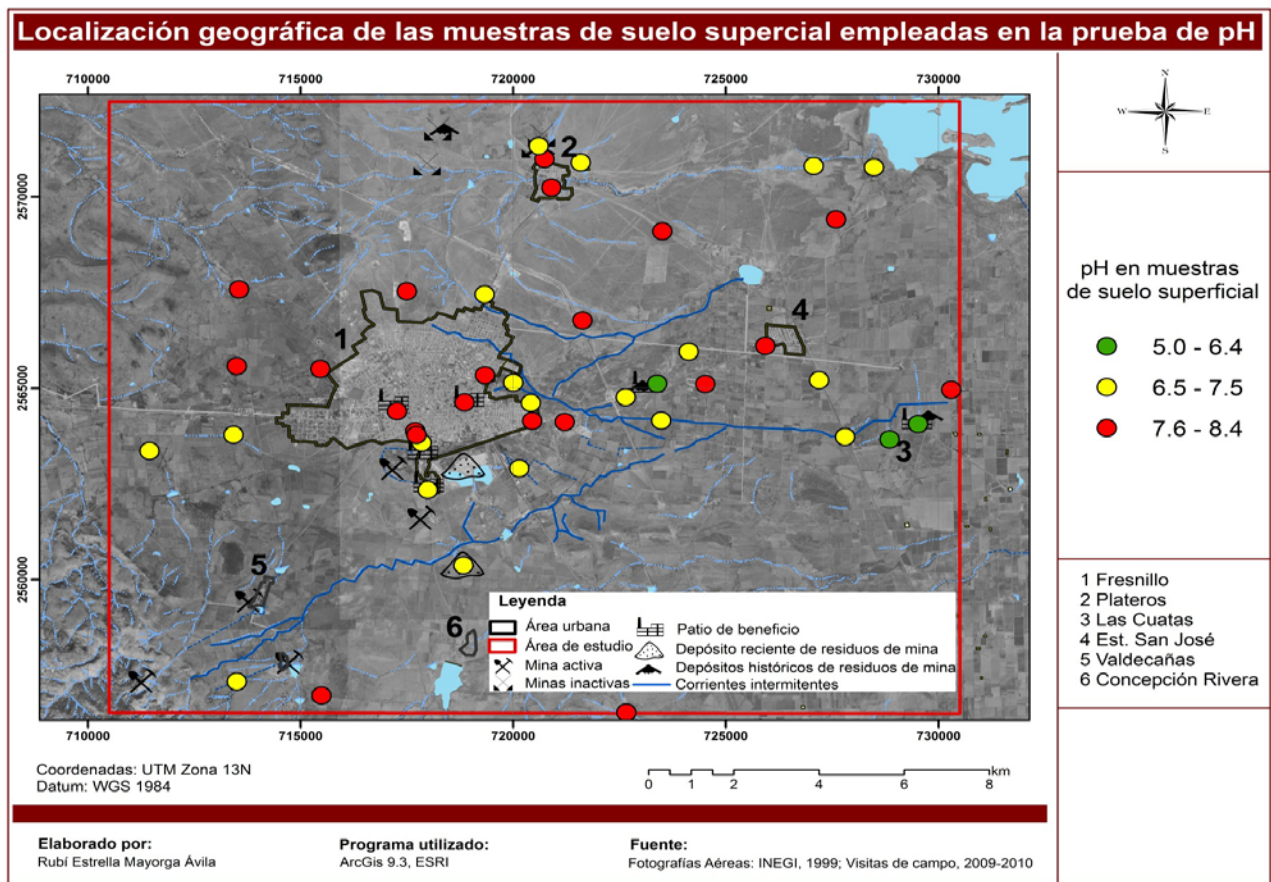 Localización geográfica de las muestras de suelo supercial empleadas en la prueba de pH
710000 715000 720000 725000 730000
N
W E
S
2570000
2565000
2560000
1
2
3
4
5
6
pH en muestras
de suelo superficial
5.0 - 6.4
6.5 - 7.5
7.6 - 8.4
Leyenda
Área urbana
Área de estudio
Mina activa
Minas inactivas
Patio de beneficio
Depósito reciente de residuos de mina
Depósitos históricos de residuos de mina
Corrientes intermitentes
1 Fresnillo
2 Plateros
3 Las Cuatas
4 Est. San José
5 Valdecañas
6 Concepción Rivera
710000 715000 720000 725000 730000
Coordenadas: UTM Zona 13N
Datum: WGS 1984
km
0 1 2 4 6 8
Elaborado por:
Rubí Estrella Mayorga Ávila
Programa utilizado:
ArcGis 9.3, ESRI
Fuente:
Fotografías Aéreas: INEGI, 1999; Visitas de campo, 2009-2010